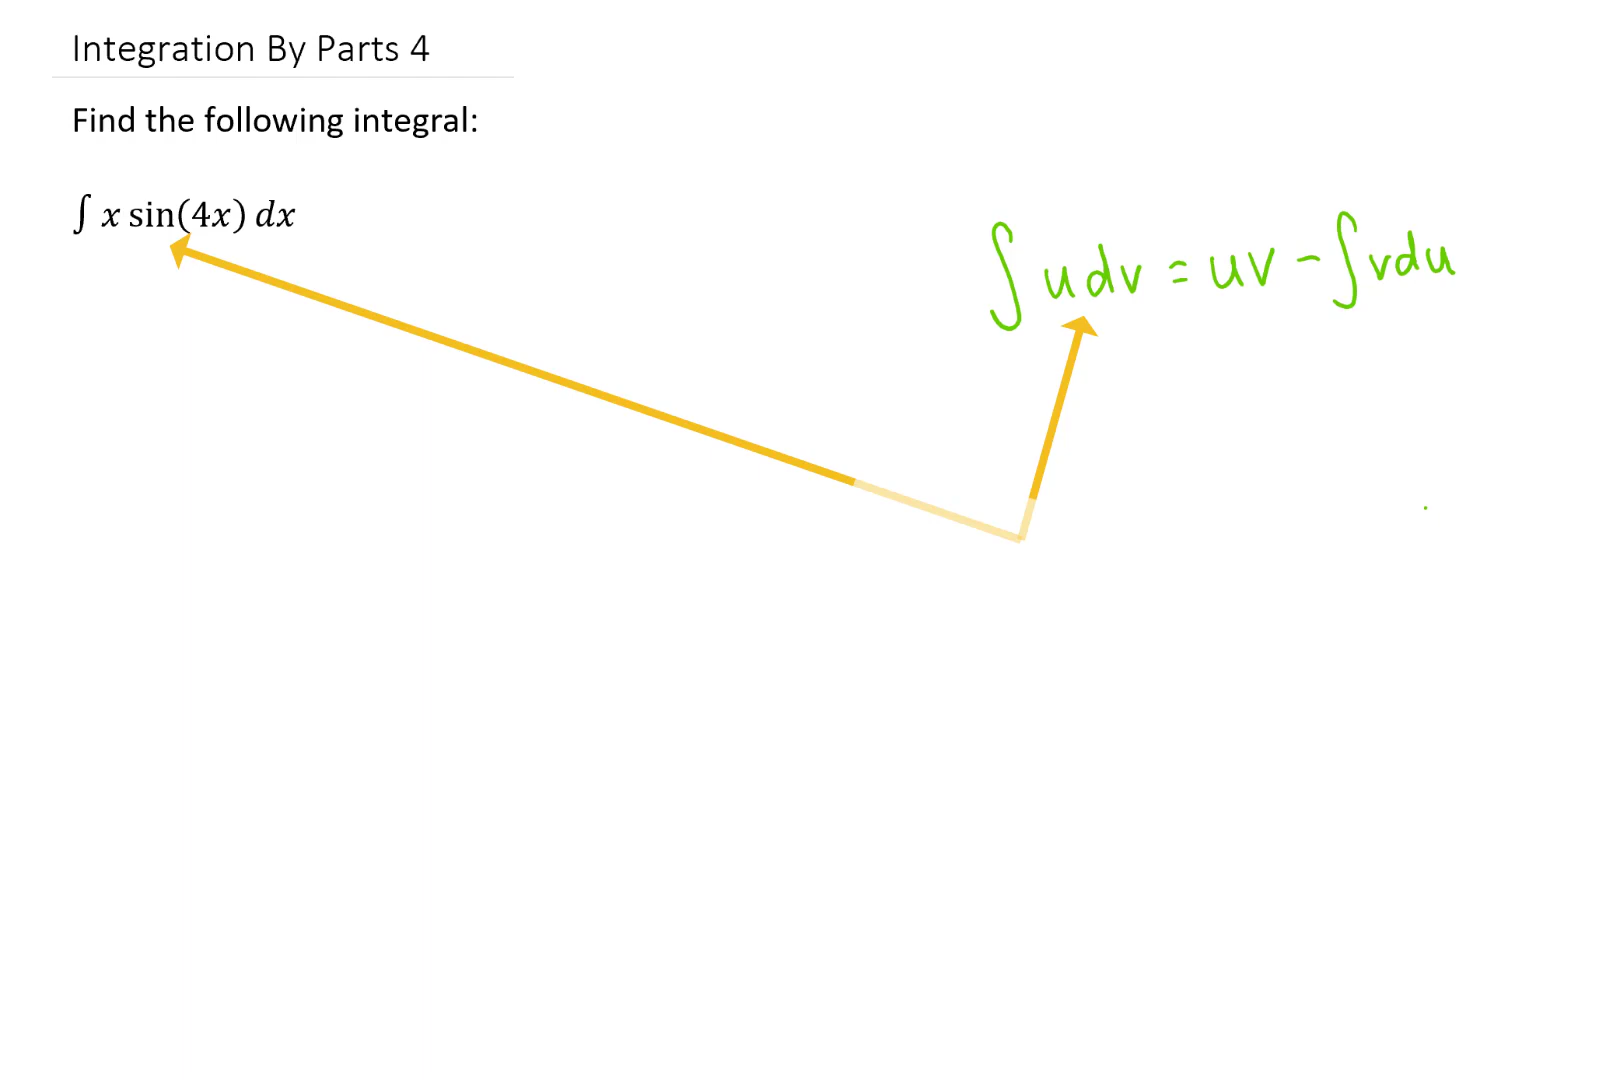 Integration By Parts 4
Find the following integral:
∫ x sin(4x) dx
∫ u dv = uv - ∫ v du